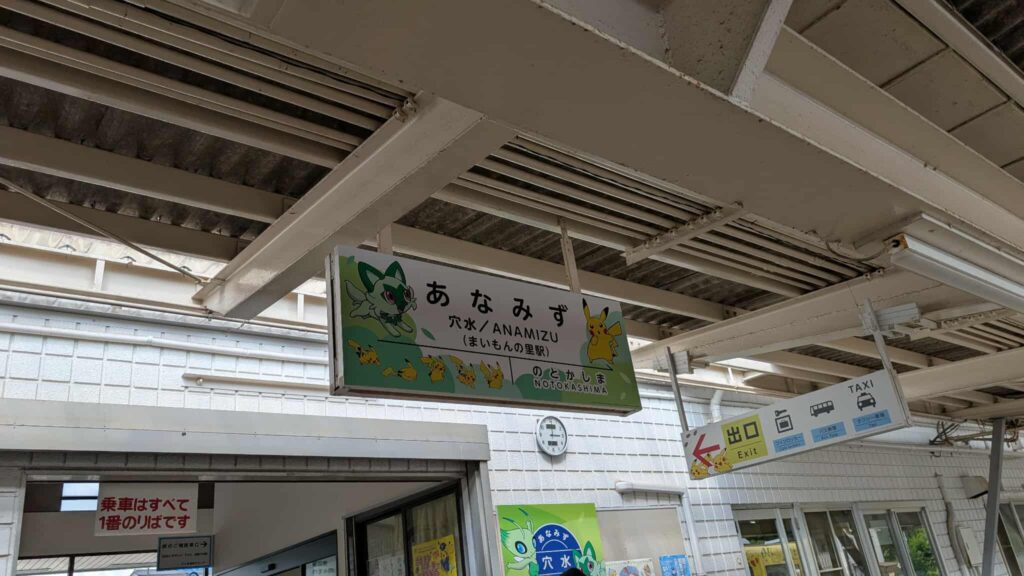 あなみず
穴水/ANAMIZU
(まいもんの里駅)
のとかしま
NOTOKASHIMA
TAXI
出口
Exit
乗車はすべて
1番のりばです
あなみず
穴水